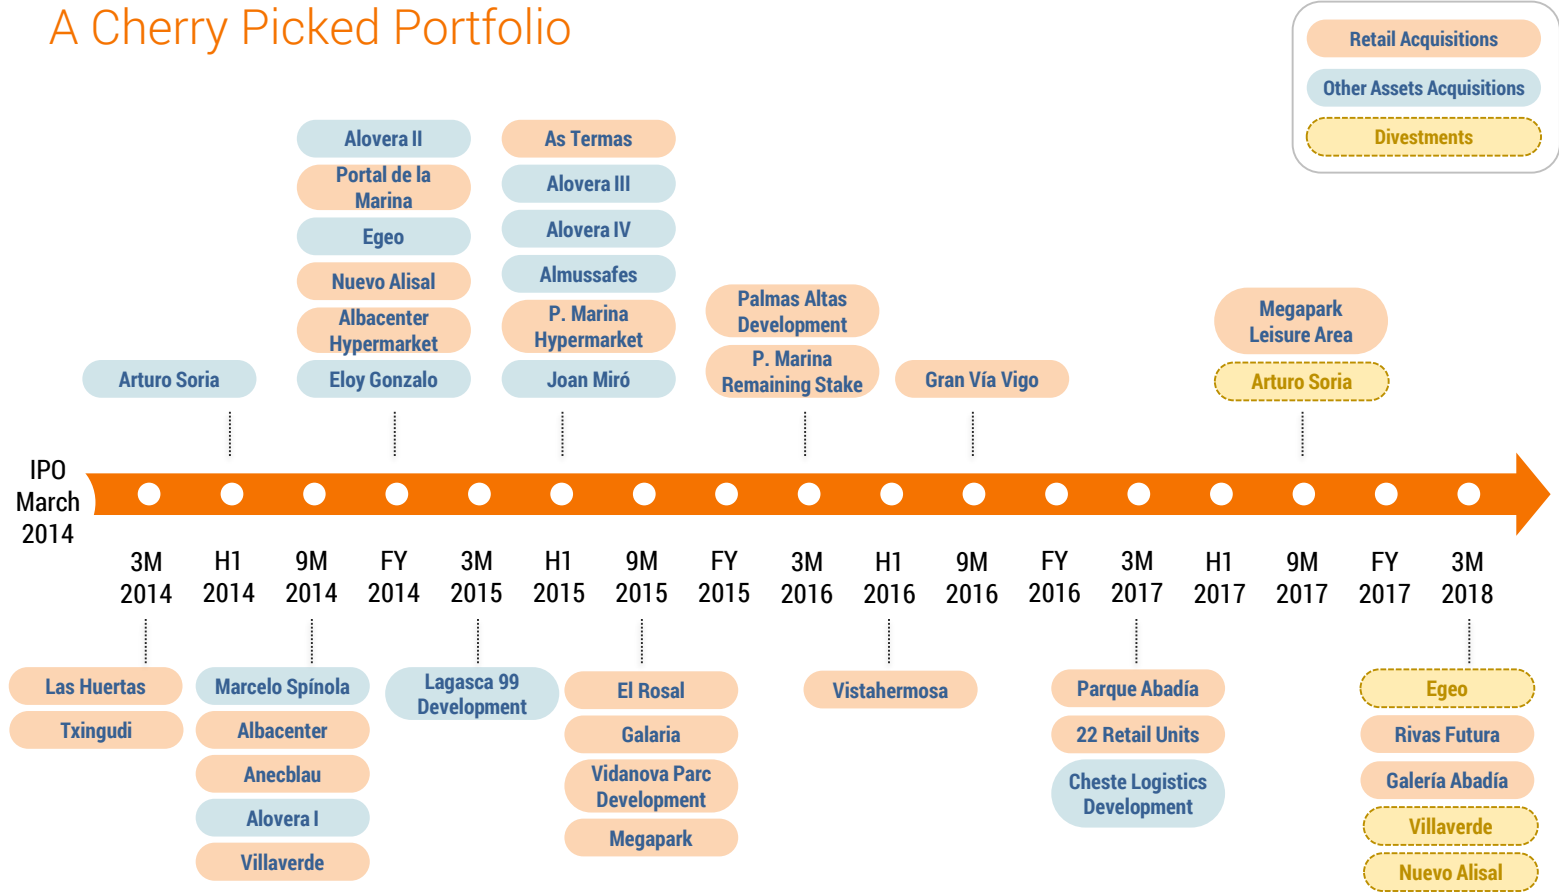 A Cherry Picked Portfolio
Retail Acquisitions
Other Assets Acquisitions
Divestments
Arturo Soria
Alovera II
Portal de la
Marina
Egeo
Nuevo Alisal
Albacenter
Hypermarket
Eloy Gonzalo
As Termas
Alovera III
Alovera IV
Almussafes
P. Marina
Hypermarket
Joan Miró
Palmas Altas
Development
P. Marina
Remaining Stake
Gran Vía Vigo
Megapark
Leisure Area
Arturo Soria
IPO
March
2014
3M
2014
H1
2014
9M
2014
FY
2014
3M
2015
H1
2015
9M
2015
FY
2015
3M
2016
H1
2016
9M
2016
FY
2016
3M
2017
H1
2017
9M
2017
FY
2017
3M
2018
Las Huertas
Txingudi
Marcelo Spínola
Albacenter
Anecblau
Alovera I
Villaverde
Lagasca 99
Development
El Rosal
Galaria
Vidanova Parc
Development
Megapark
Vistahermosa
Parque Abadía
22 Retail Units
Cheste Logistics
Development
Egeo
Rivas Futura
Galería Abadía
Villaverde
Nuevo Alisal